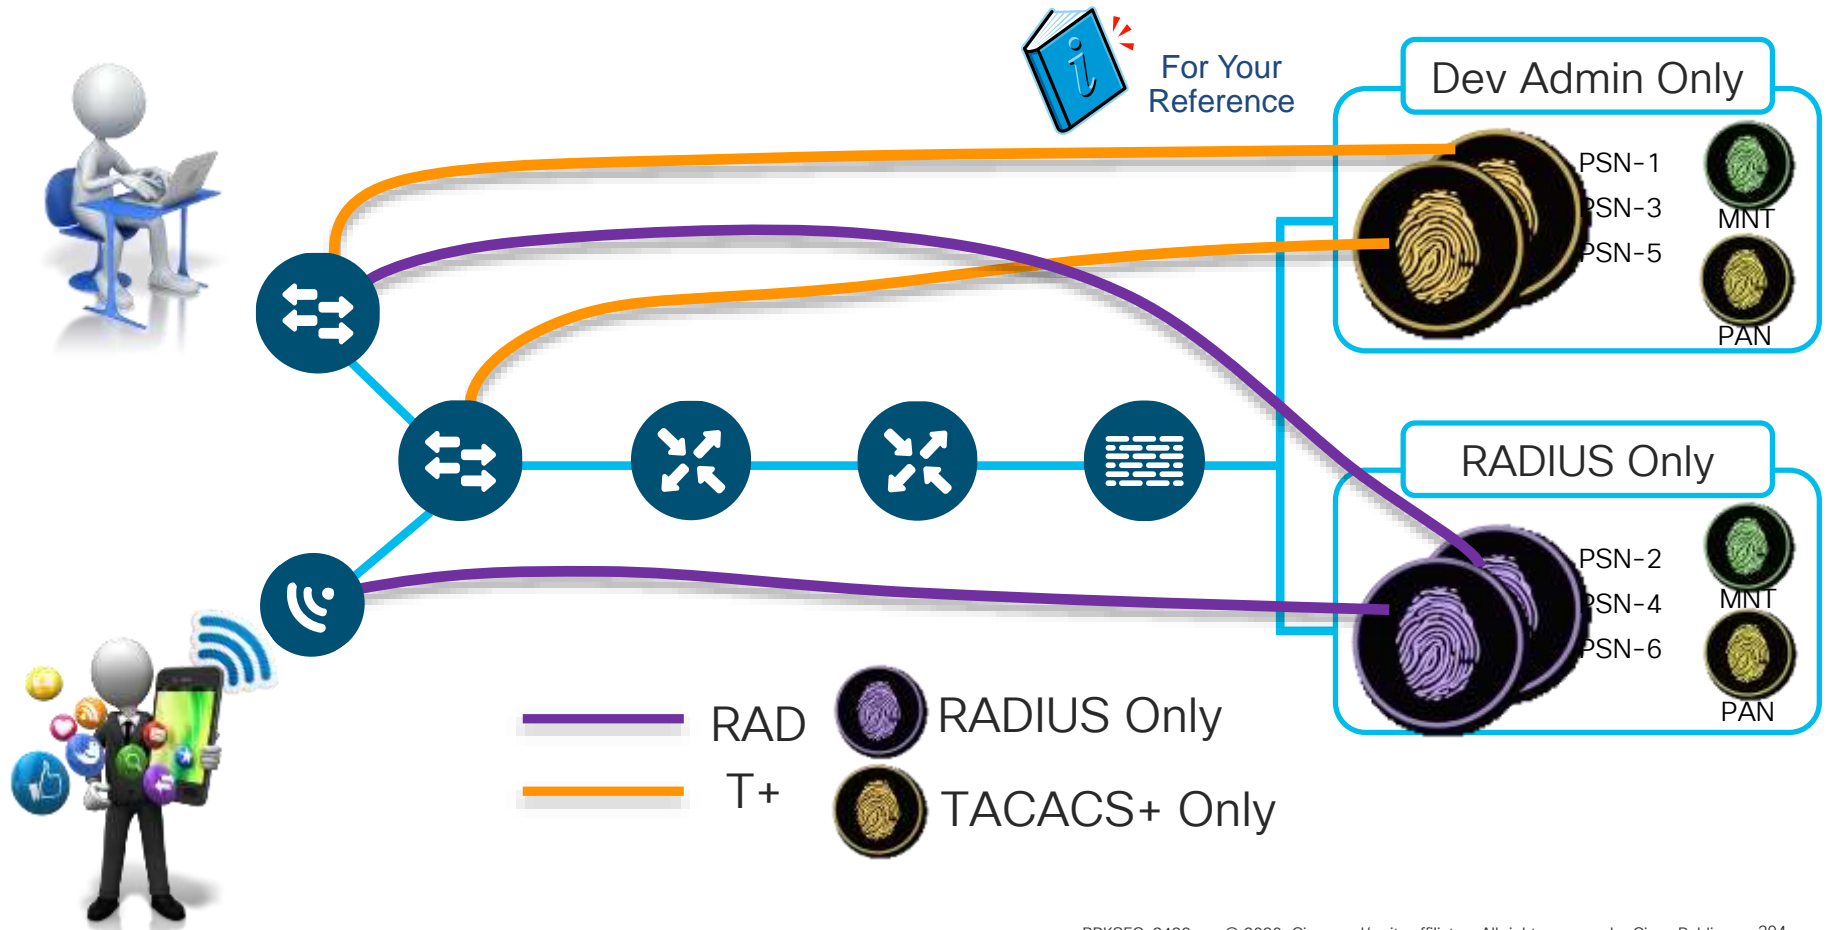 For Your
Reference
Dev Admin Only
PSN-1
PSN-3
PSN-5
MNT
PAN
RADIUS Only
PSN-2
PSN-4
PSN-6
MNT
PAN
RAD
RADIUS Only
T+
TACACS+ Only
204